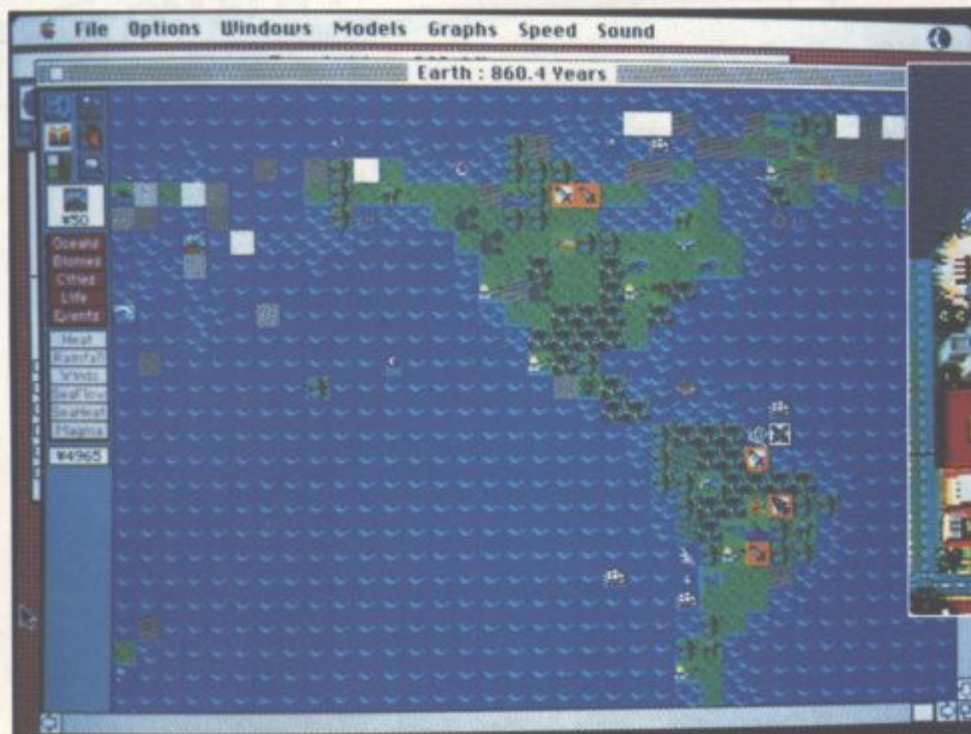 File Options Windows Models Graphs Speed Sound
Earth : 860.4 Years
¥50
Oceans
Biomes
Cities
Life
Events
Heat
Rainfall
Winds
SeaFlow
SeaHeat
Magma
¥4965